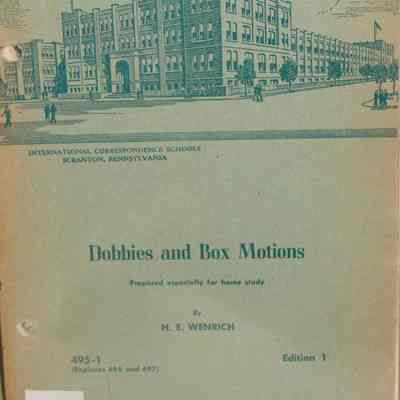 INTERNATIONAL CORRESPONDENCE SCHOOLS
SCRANTON, PENNSYLVANIA
Dobbies and Box Motions
Prepared especially for home study
By
H. E. WENRICH
495-1
Edition 1
(Replaces 495 and 497)